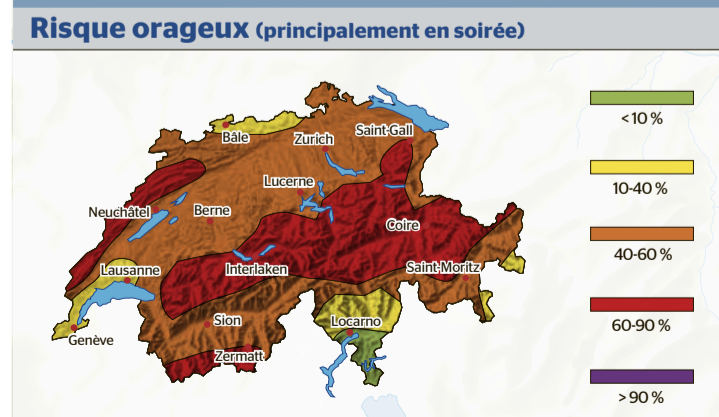 Risque orageux (principalement en soirée)
Bâle
Zurich
Saint-Gall
Lucerne
Neuchâtel
Berne
Coire
Lausanne
Interlaken
Saint-Moritz
Sion
Locarno
Genève
Zermatt
<10 %
10-40 %
40-60 %
60-90 %
>90 %